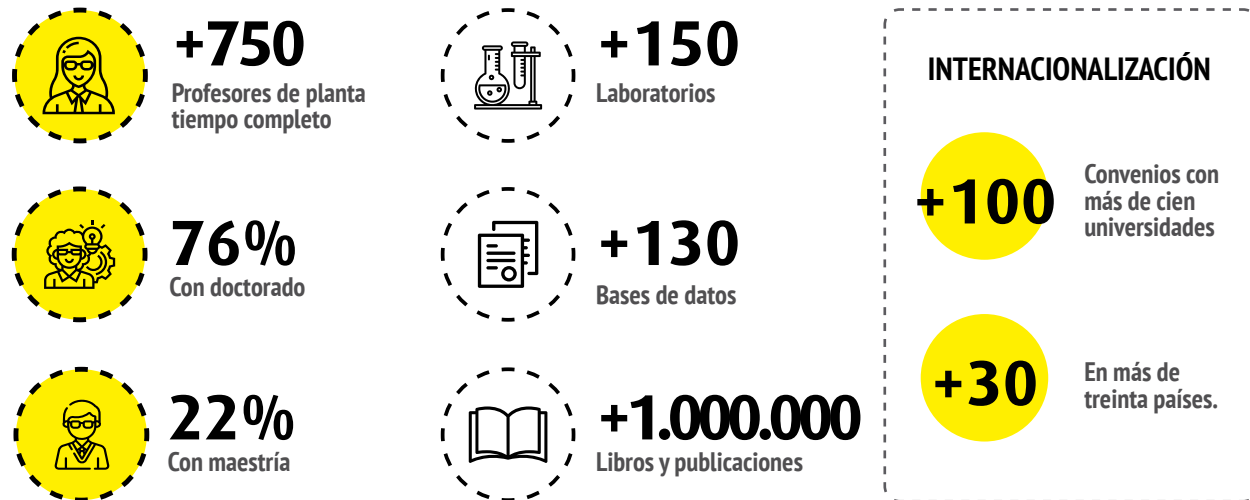 +750
Profesores de planta
tiempo completo
76%
Con doctorado
22%
Con maestría
+150
Laboratorios
+130
Bases de datos
+1.000.000
Libros y publicaciones
INTERNACIONALIZACIÓN
+100
Convenios con
más de cien
universidades
+30
En más de
treinta países.